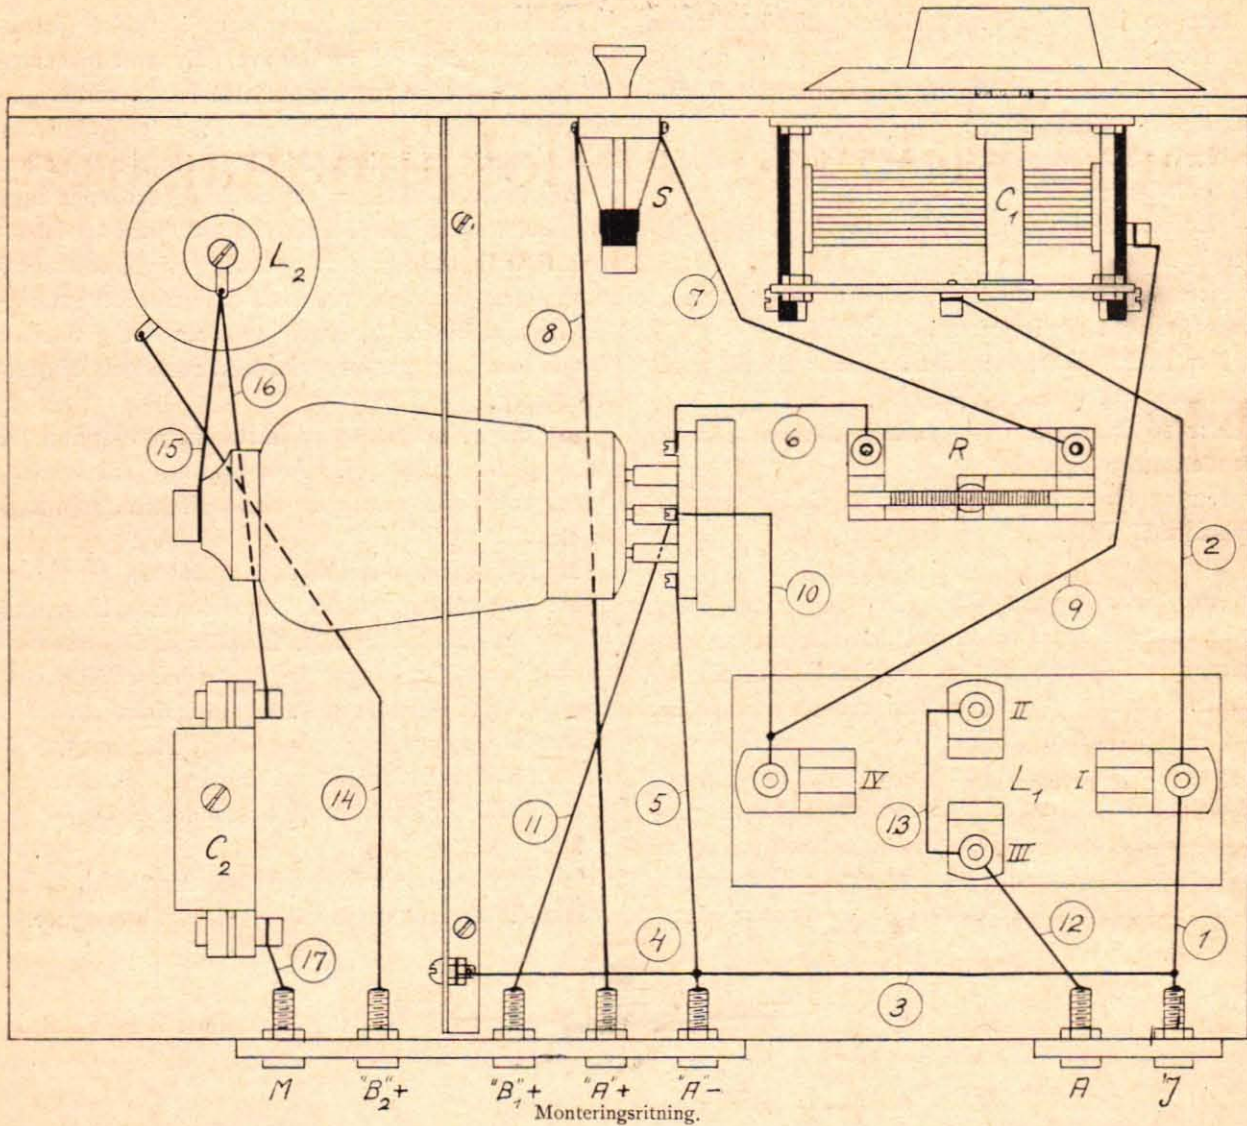 S
C₁
L₂
7
8
16
15
6
R
2
10
9
II
IV
L₁
I
14
11
5
13
C₂
III
17
4
12
1
3
M
"B₂"+
"B₁"+
"A"+
"A"-
A
J
Monteringsritning.